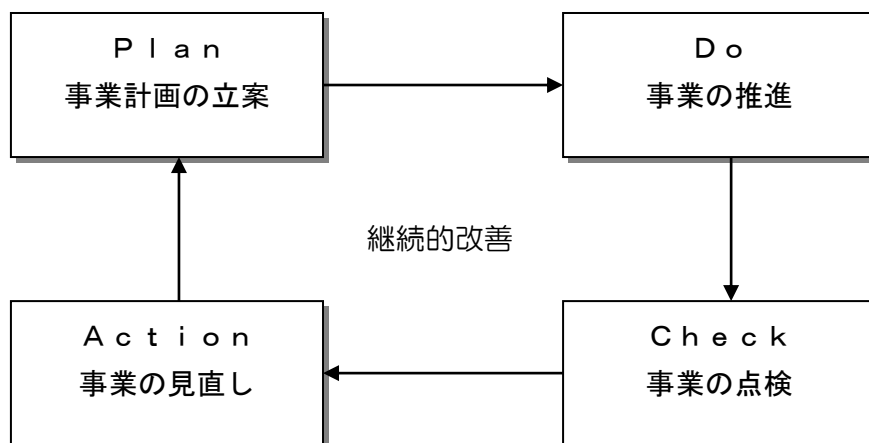 Ｐｌａｎ
事業計画の立案
Ｄｏ
事業の推進
継続的改善
Ａｃｔｉｏｎ
事業の見直し
Ｃｈｅｃｋ
事業の点検